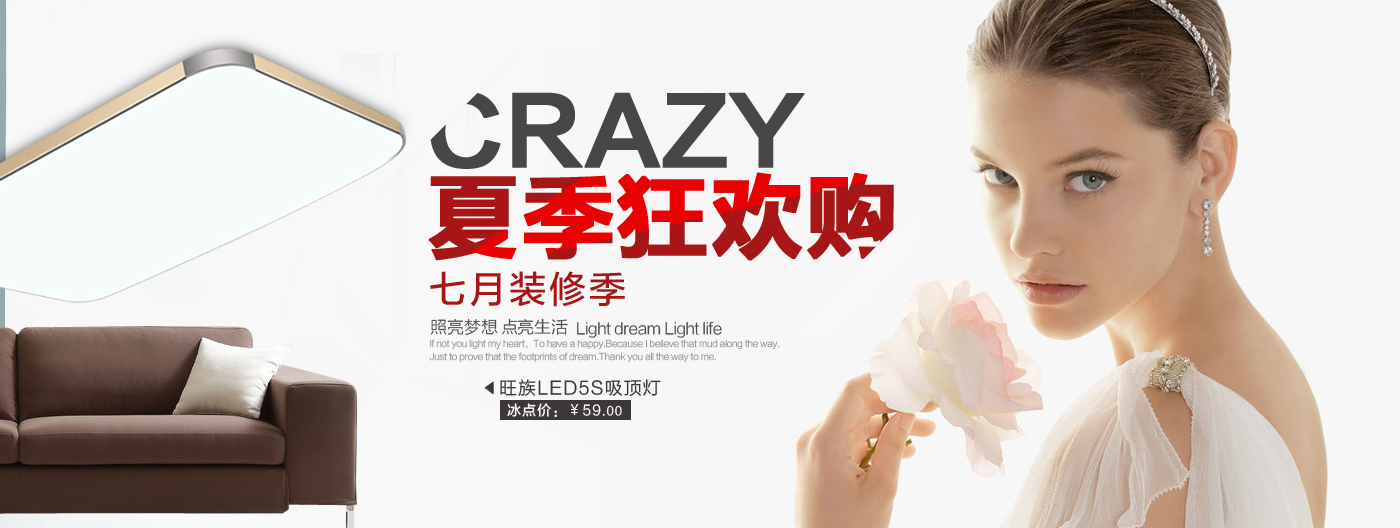 CRAZY
夏季狂欢购
七月装修季
照亮梦想 点亮生活 Light dream Light life
If not you light my heart, To have a happy.Because I believe that mud along the way.
Just to prove that the footprints of dream.Thank you all the way to me.
旺族LED5S吸顶灯
冰点价：￥59.00